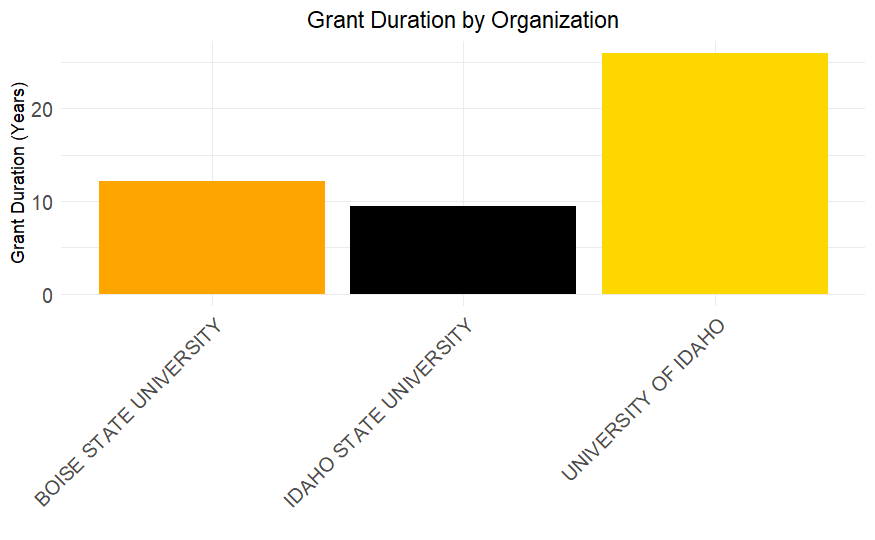 Grant Duration by Organization
Grant Duration (Years)
20
10
0
BOISE STATE UNIVERSITY
IDAHO STATE UNIVERSITY
UNIVERSITY OF IDAHO